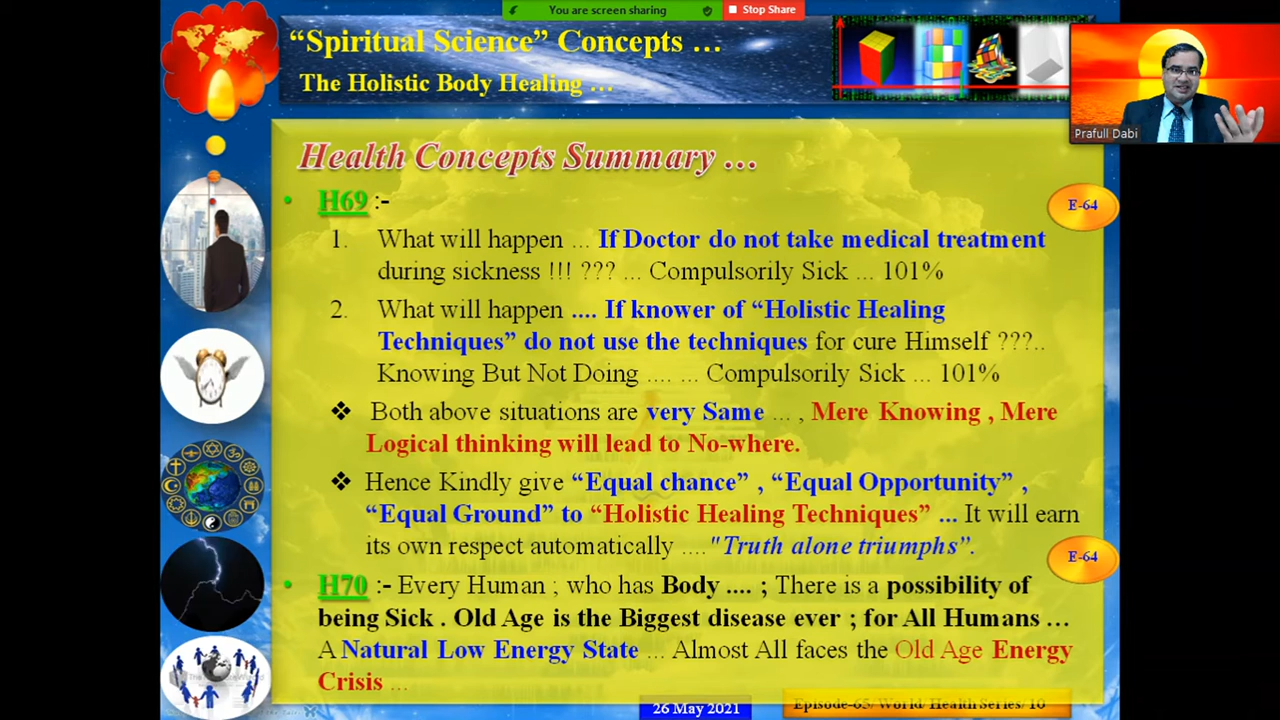 You are screen sharing
Stop Share
“Spiritual Science” Concepts ...
The Holistic Body Healing ...
Prafull Dabi
Health Concepts Summary ...
• H69 :-
E-64
1. What will happen ... If Doctor do not take medical treatment
during sickness !!! ??? ... Compulsorily Sick ... 101%
2. What will happen .... If knower of “Holistic Healing
Techniques” do not use the techniques for cure Himself ???..
Knowing But Not Doing .... ... Compulsorily Sick ... 101%
❖ Both above situations are very Same ... , Mere Knowing , Mere
Logical thinking will lead to No-where.
❖ Hence Kindly give “Equal chance” , “Equal Opportunity” ,
“Equal Ground” to “Holistic Healing Techniques” ... It will earn
its own respect automatically ...."Truth alone triumphs”.
E-64
• H70 :- Every Human ; who has Body .... ; There is a possibility of
being Sick . Old Age is the Biggest disease ever ; for All Humans ...
A Natural Low Energy State ... Almost All faces the Old Age Energy
Crisis ...
26 May 2021
Episode-65/ World/ Health Series/ 10